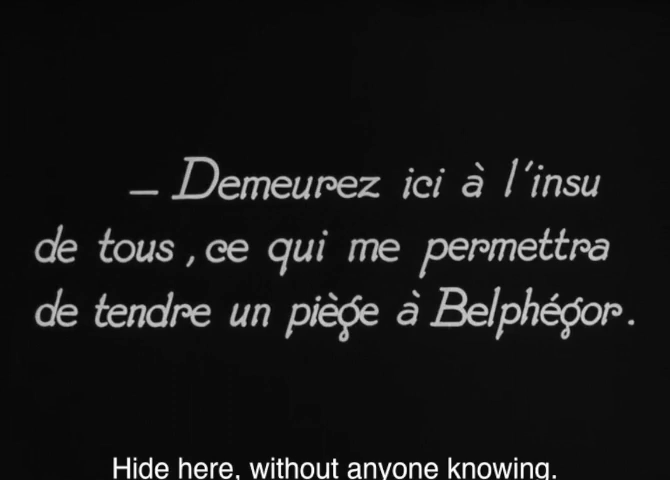 — Demeurez ici à l'insu
de tous, ce qui me permettra
de tendre un piège à Belphégor.
Hide here, without anyone knowing.